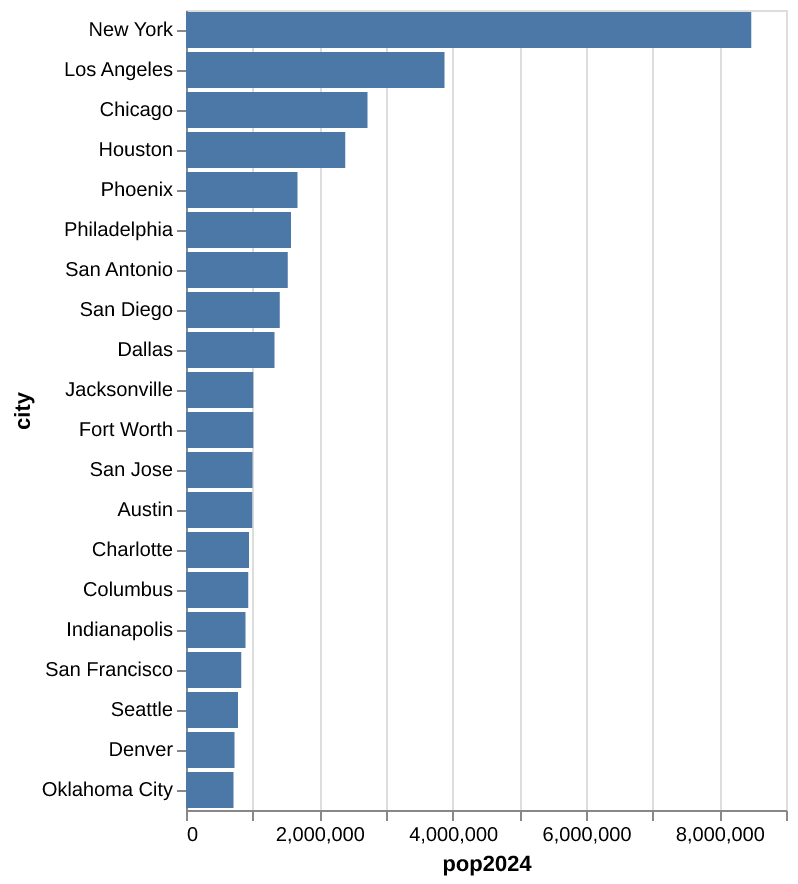 New York
Los Angeles
Chicago
Houston
Phoenix
Philadelphia
San Antonio
San Diego
Dallas
Jacksonville
Fort Worth
San Jose
Austin
Charlotte
Columbus
Indianapolis
San Francisco
Seattle
Denver
Oklahoma City
city
0 2,000,000 4,000,000 6,000,000 8,000,000
pop2024